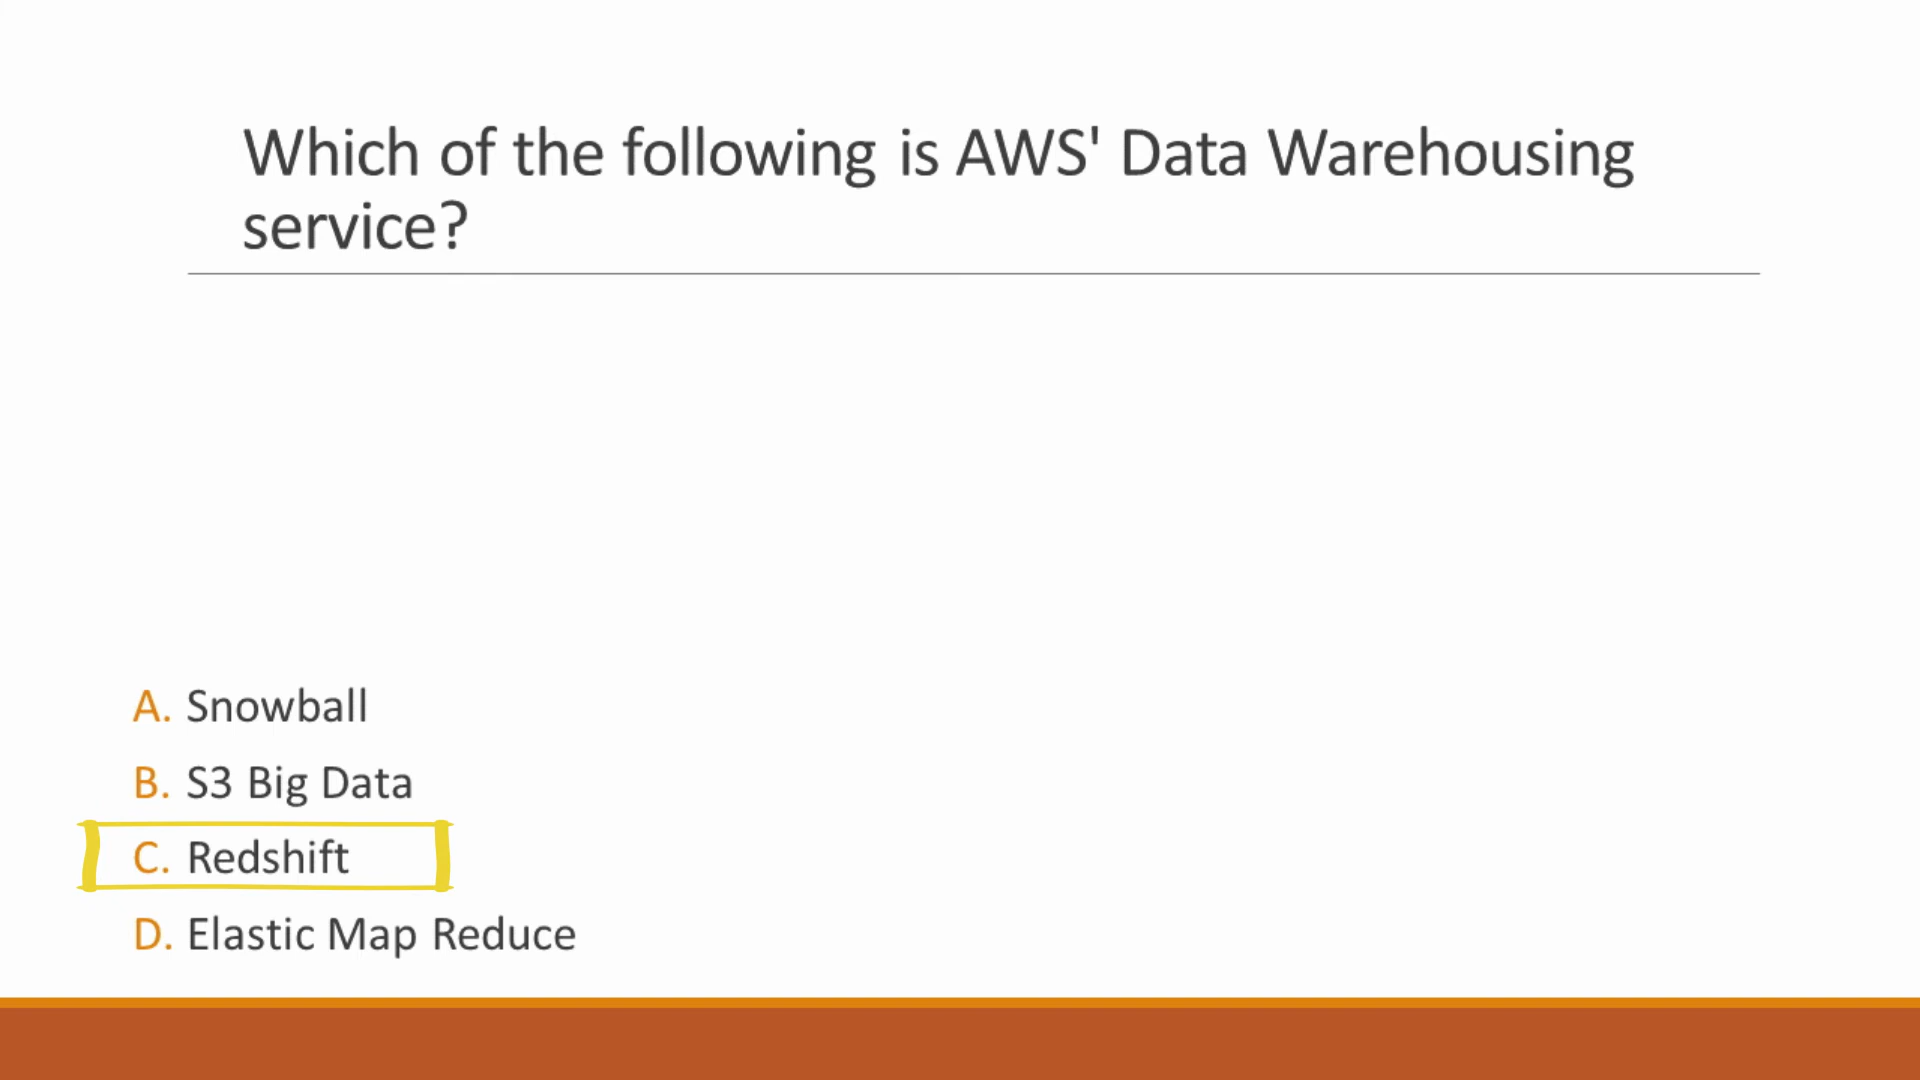 Which of the following is AWS' Data Warehousing
service?
A. Snowball
B. S3 Big Data
C. Redshift
D. Elastic Map Reduce